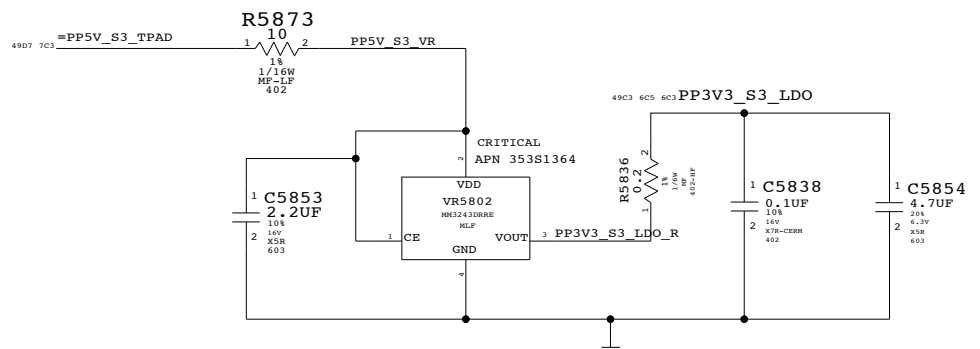 R5873
10
49D7 7C3 =PP5V_S3_TPAD
1 2
PP5V_S3_VR
1%
1/16W
MF-LF
402
49C3 6C5 6C3 PP3V3_S3_LDO
CRITICAL
APN 353S1364
2
VDD
VR5802
MM3243DRRE
MLF
1 CE
VOUT 3 PP3V3_S3_LDO_R
GND
4
1 C5853
2.2UF
10%
2 16V
X5R
603
2
R5836
0.2
1%
1/6W
MF
402-HF
1
1 C5838
0.1UF
10%
2 16V
X7R-CERM
402
1 C5854
4.7UF
20%
2 6.3V
X5R
603